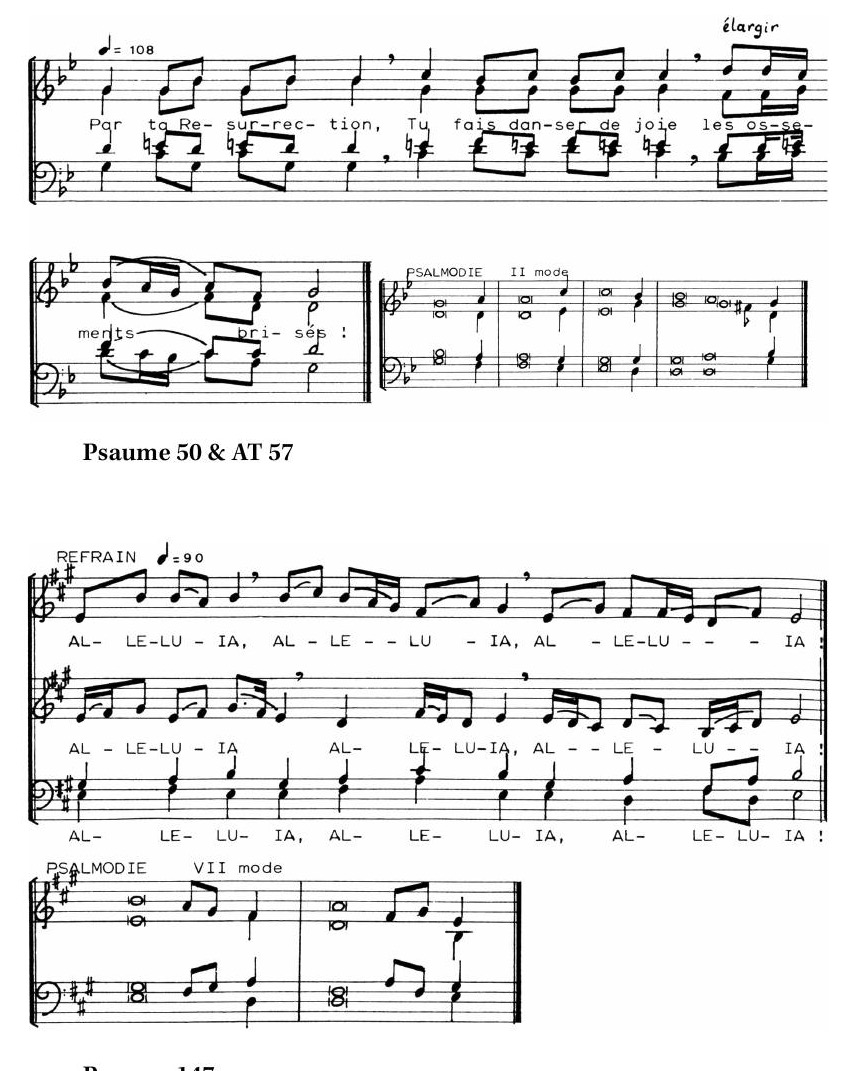 élargir
♩= 108
Par ta Re- sur-rec- tion, Tu fais dan-ser de joie les os-se-
PSALMODIE II mode
ments bri- sés !
Psaume 50 & AT 57
REFRAIN ♩=90
AL- LE-LU - IA, AL - LE - - LU - IA, AL - LE-LU - - - IA !
AL - LE-LU - IA AL- LE- LU-IA, AL - - LE - LU - - IA !
AL- LE- LU- IA, AL- LE- LU- IA, AL- LE- LU- IA !
PSALMODIE VII mode